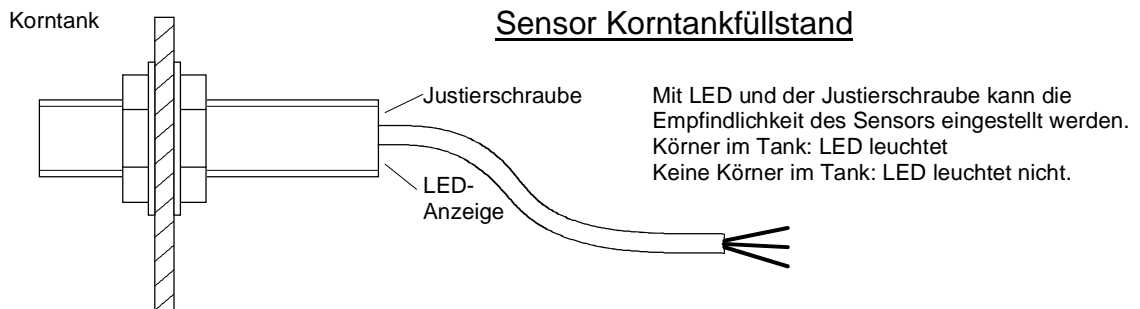 Korntank
Sensor Korntankfüllstand
Justierschraube
LED-
Anzeige
Mit LED und der Justierschraube kann die
Empfindlichkeit des Sensors eingestellt werden.
Körner im Tank: LED leuchtet
Keine Körner im Tank: LED leuchtet nicht.